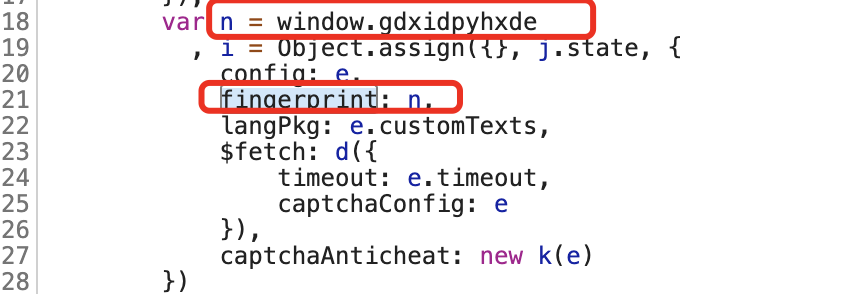 18 var n = window.gdxidpyhxde
19 , i = Object.assign({}, j.state, {
20 config: e,
21 fingerprint: n,
22 langPkg: e.customTexts,
23 $fetch: d({
24 timeout: e.timeout,
25 captchaConfig: e
26 }),
27 captchaAnticheat: new k(e)
28 })